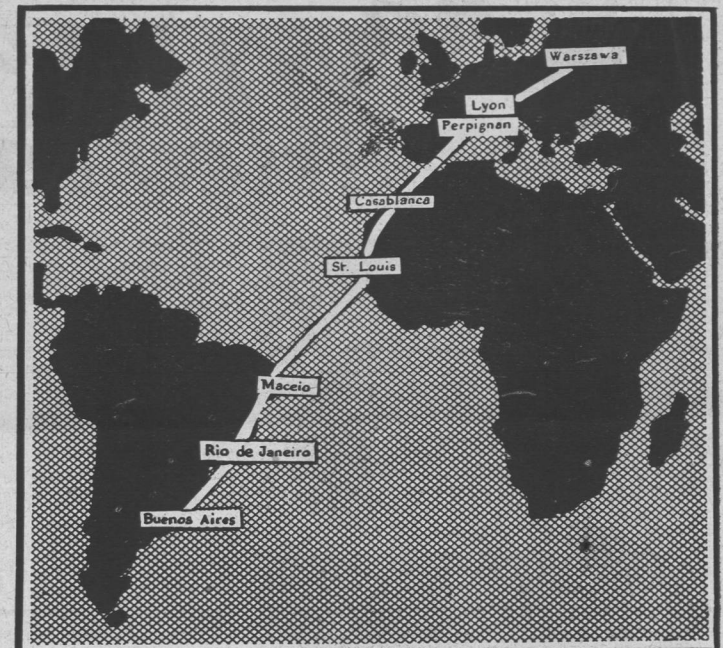 Warszawa
Lyon
Perpignan
Casablanca
St. Louis
Maceio
Rio de Janeiro
Buenos Aires